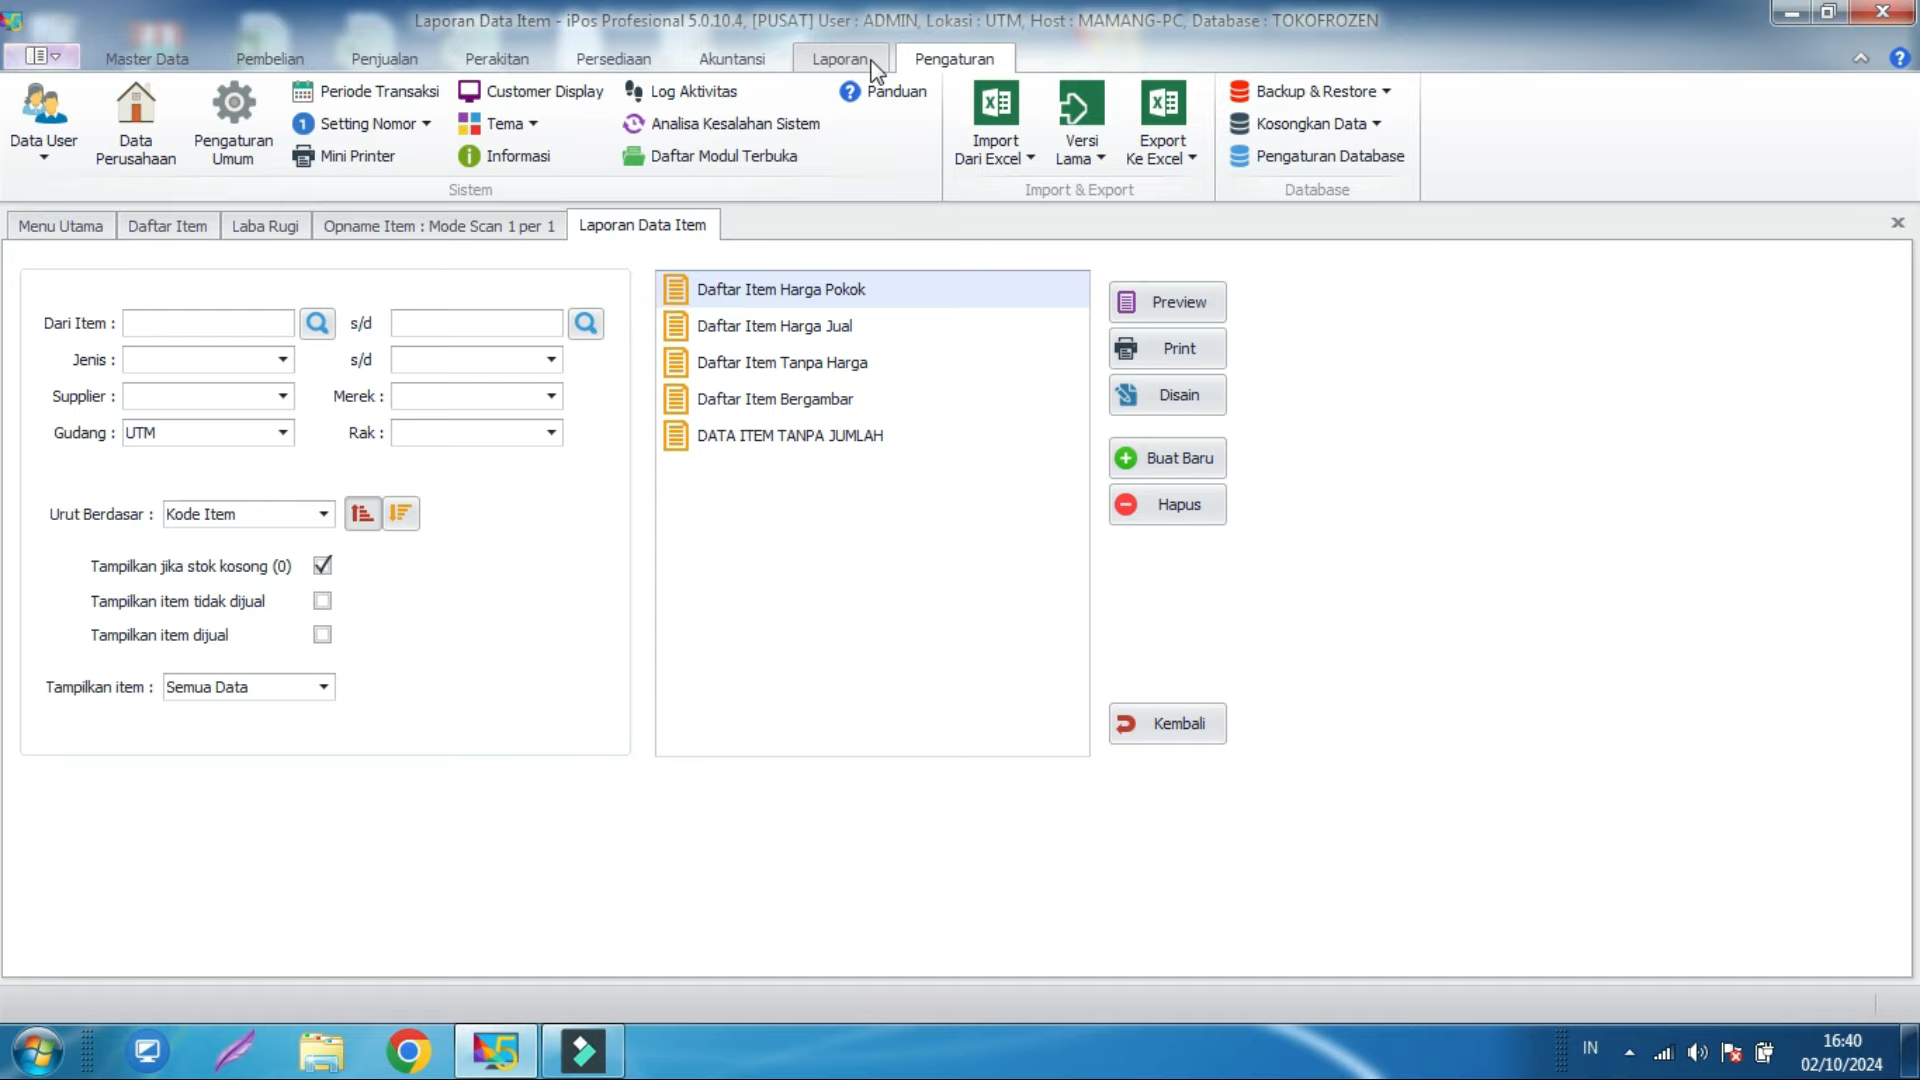 Laporan Data Item - iPos Profesional 5.0.10.4, [PUSAT] User : ADMIN, Lokasi : UTM, Host : MAMANG-PC, Database : TOKOFROZEN
Master Data Pembelian Penjualan Perakitan Persediaan Akuntansi Laporan Pengaturan
Data User
Data Perusahaan
Pengaturan Umum
Periode Transaksi
Setting Nomor
Mini Printer
Customer Display
Tema
Informasi
Log Aktivitas
Analisa Kesalahan Sistem
Daftar Modul Terbuka
Panduan
Import Dari Excel
Versi Lama
Export Ke Excel
Backup & Restore
Kosongkan Data
Pengaturan Database
Sistem
Import & Export
Database
Menu Utama Daftar Item Laba Rugi Opname Item : Mode Scan 1 per 1 Laporan Data Item
Dari Item : s/d
Jenis : s/d
Supplier : Merek :
Gudang : UTM Rak :
Urut Berdasar : Kode Item
Tampilkan jika stok kosong (0)
Tampilkan item tidak dijual
Tampilkan item dijual
Tampilkan item : Semua Data
Daftar Item Harga Pokok
Daftar Item Harga Jual
Daftar Item Tanpa Harga
Daftar Item Bergambar
DATA ITEM TANPA JUMLAH
Preview
Print
Disain
Buat Baru
Hapus
Kembali
IN
16:40
02/10/2024